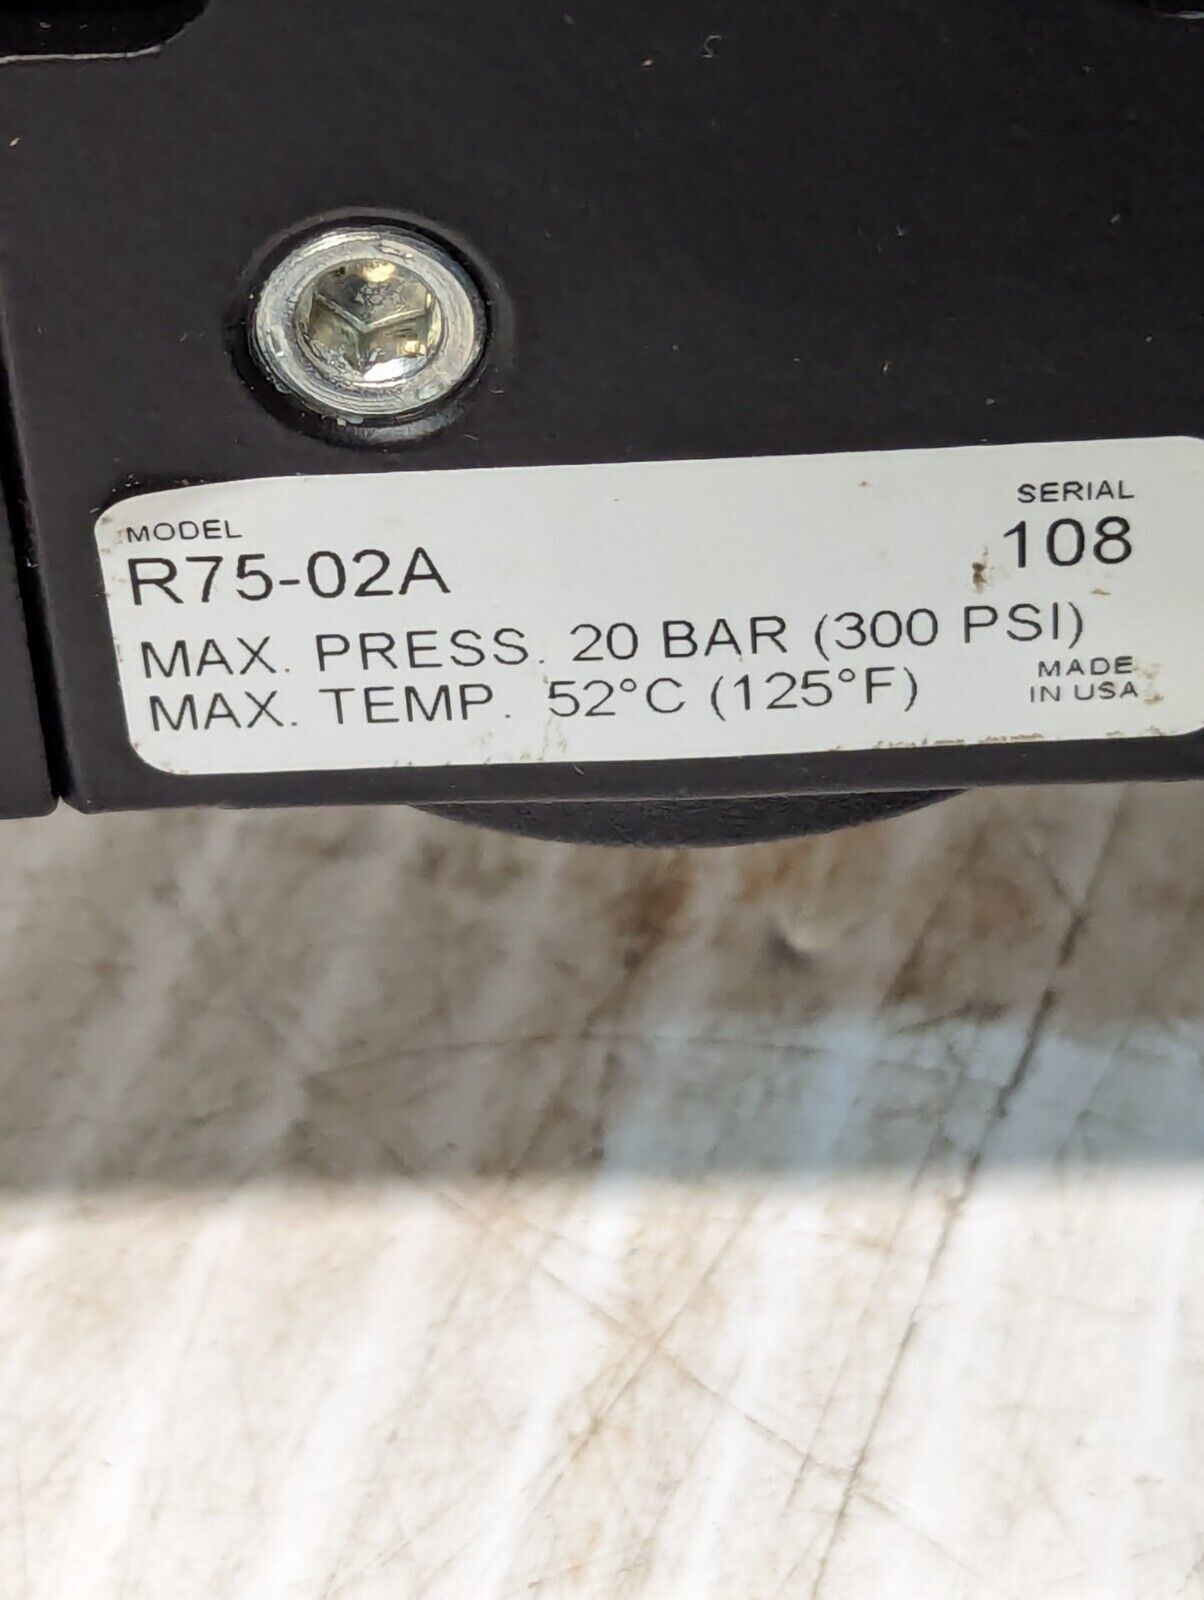 MODEL
SERIAL
R75-02A
108
MAX. PRESS. 20 BAR (300 PSI)
MAX. TEMP. 52°C (125°F)
MADE
IN USA